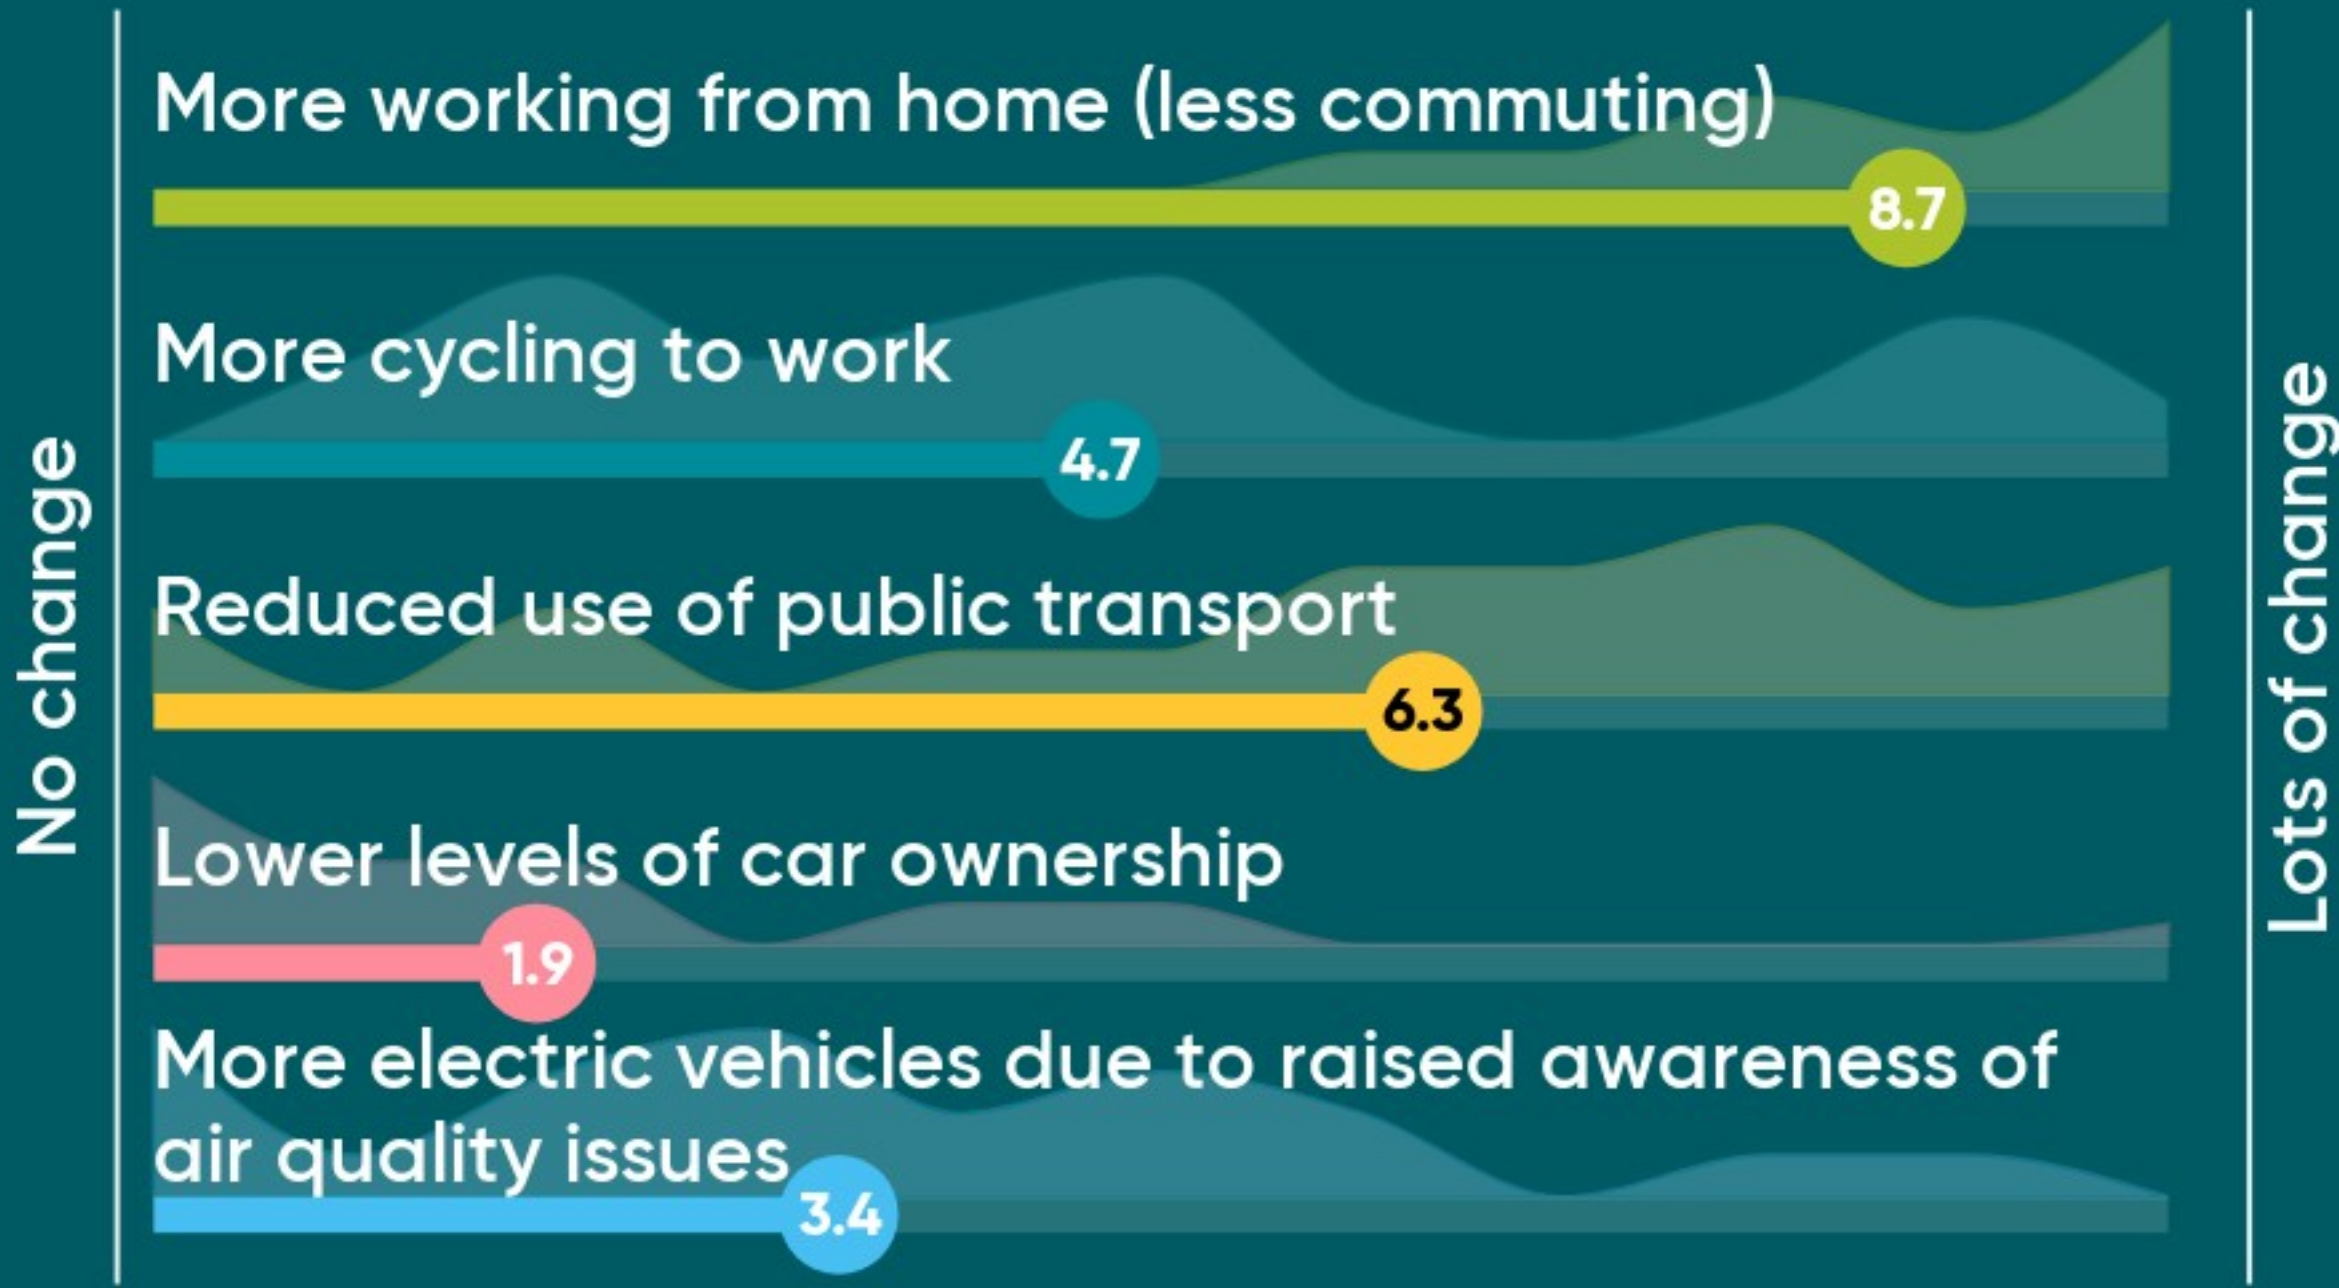 No change
More working from home (less commuting)
8.7
More cycling to work
4.7
Reduced use of public transport
6.3
Lower levels of car ownership
1.9
More electric vehicles due to raised awareness of
air quality issues
3.4
Lots of change